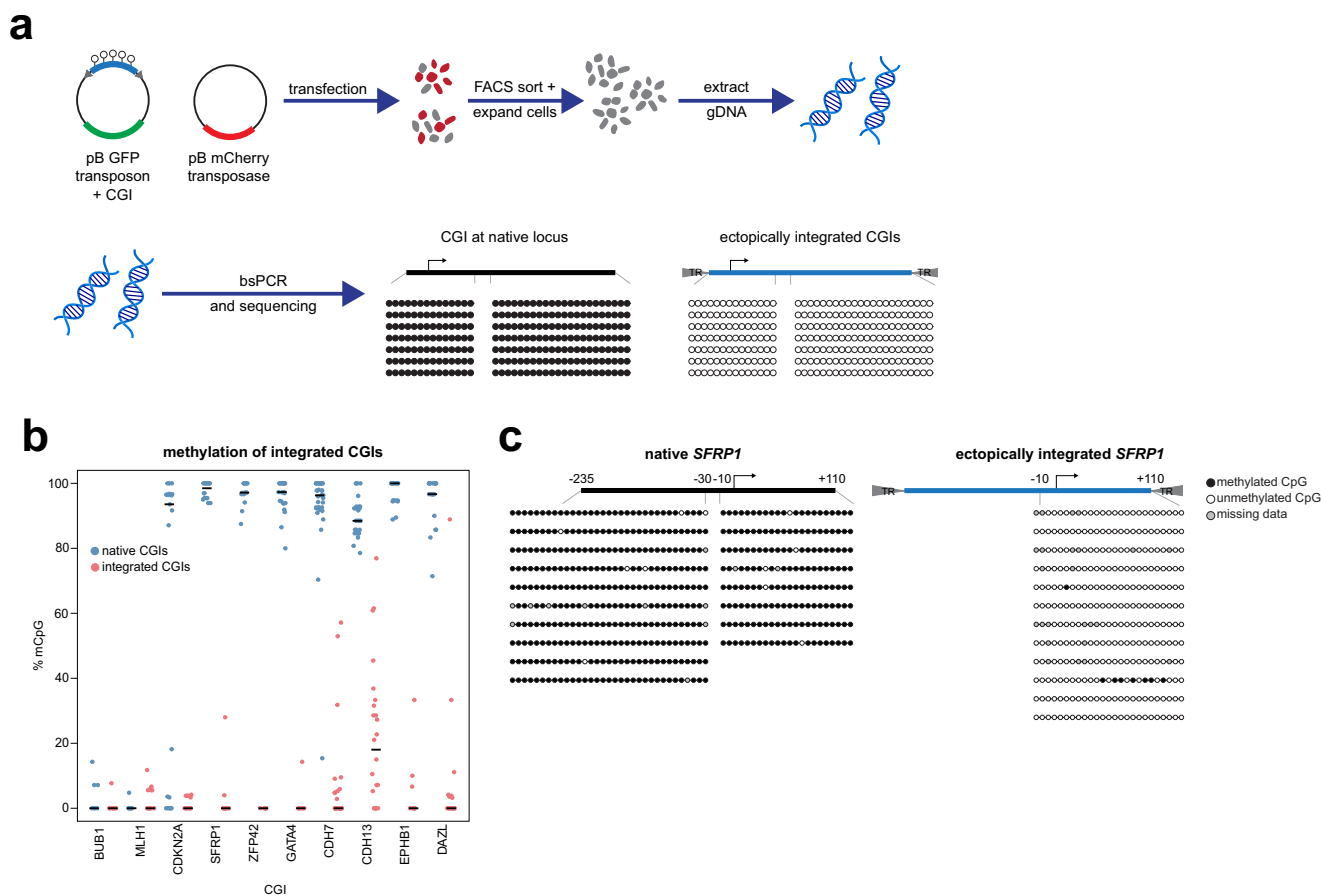 a
pB GFP
transposon
+ CGI
pB mCherry
transposase
transfection
FACS sort +
expand cells
extract
gDNA
bsPCR
and sequencing
CGI at native locus
ectopically integrated CGIs
TR
TR
b
methylation of integrated CGIs
% mCpG
100
80
60
40
20
0
native CGIs
integrated CGIs
BUB1
MLH1
CDKN2A
SFRP1
ZFP42
GATA4
CDH7
CDH13
EPHB1
DAZL
CGI
c
native SFRP1
-235
-30
-10
+110
ectopically integrated SFRP1
TR
-10
+110
TR
methylated CpG
unmethylated CpG
missing data